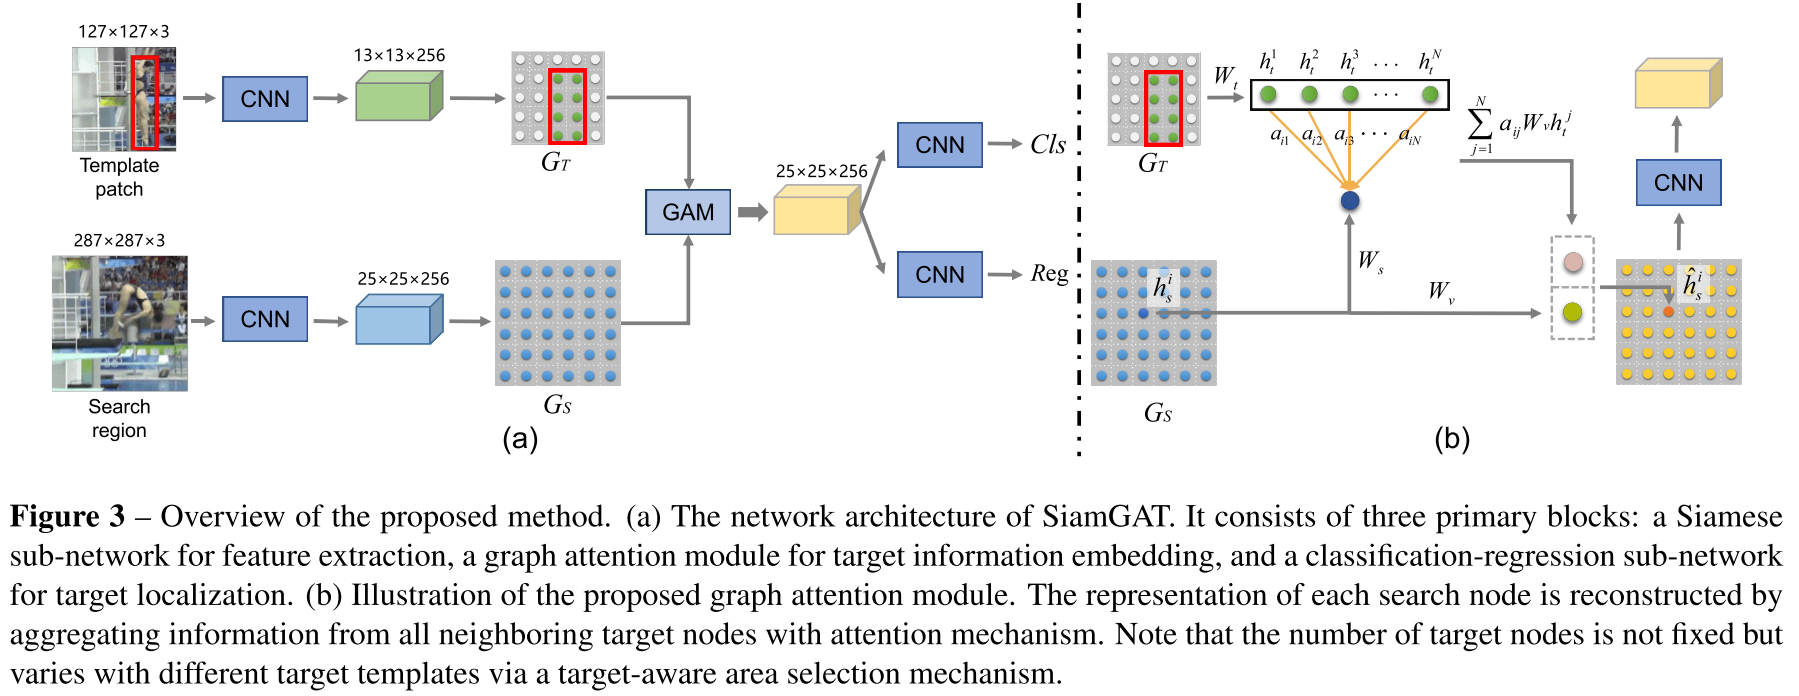 127×127×3
Template
patch
CNN
13×13×256
G_T
287×287×3
Search
region
CNN
25×25×256
G_S
GAM
25×25×256
CNN
Cls
CNN
Reg
(a)
G_T
W_t
h_t^1 h_t^2 h_t^3 ··· h_t^N
···
a_{i1} a_{i2} a_{i3} ··· a_{iN}
\sum_{j=1}^{N} a_{ij} W_v h_t^j
W_s
h_s^i
G_S
W_v
CNN
\hat{h}_s^i
(b)
Figure 3 – Overview of the proposed method. (a) The network architecture of SiamGAT. It consists of three primary blocks: a Siamese
sub-network for feature extraction, a graph attention module for target information embedding, and a classification-regression sub-network
for target localization. (b) Illustration of the proposed graph attention module. The representation of each search node is reconstructed by
aggregating information from all neighboring target nodes with attention mechanism. Note that the number of target nodes is not fixed but
varies with different target templates via a target-aware area selection mechanism.